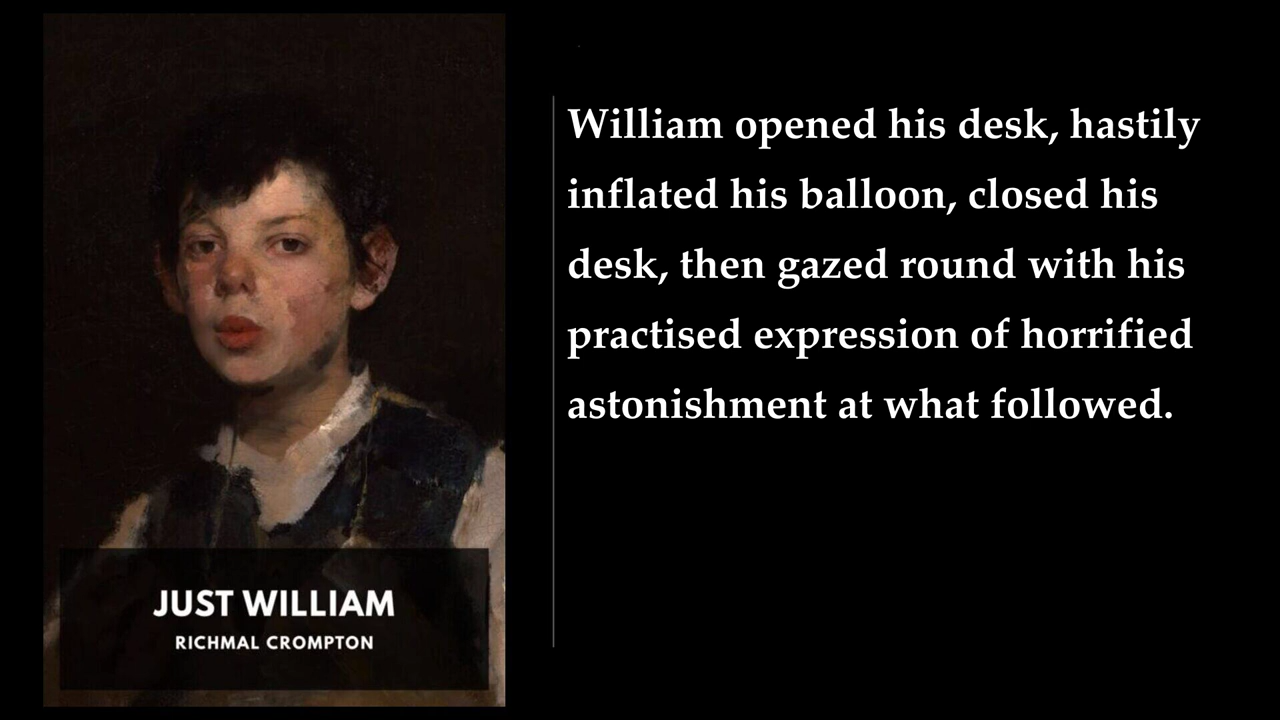 William opened his desk, hastily
inflated his balloon, closed his
desk, then gazed round with his
practised expression of horrified
astonishment at what followed.
JUST WILLIAM
RICHMAL CROMPTON